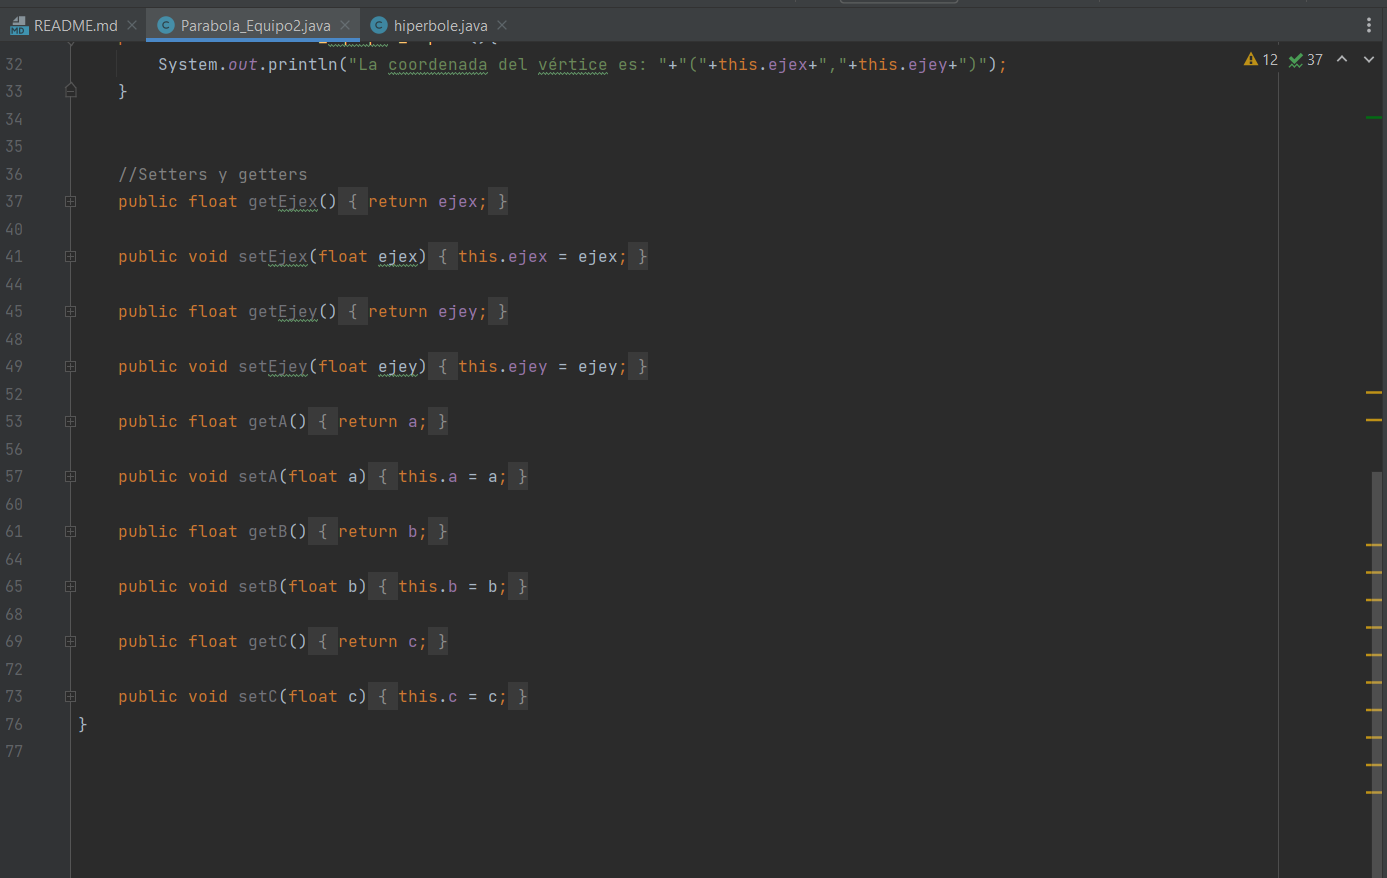 README.md Parabola_Equipo2.java hiperbole.java
32 System.out.println("La coordenada del vértice es: "+"("+this.ejex+","+this.ejey+")"); 12 37
33 }
34
35
36 //Setters y getters
37 public float getEjex() { return ejex; }
40
41 public void setEjex(float ejex) { this.ejex = ejex; }
44
45 public float getEjey() { return ejey; }
48
49 public void setEjey(float ejey) { this.ejey = ejey; }
52
53 public float getA() { return a; }
56
57 public void setA(float a) { this.a = a; }
60
61 public float getB() { return b; }
64
65 public void setB(float b) { this.b = b; }
68
69 public float getC() { return c; }
72
73 public void setC(float c) { this.c = c; }
76 }
77